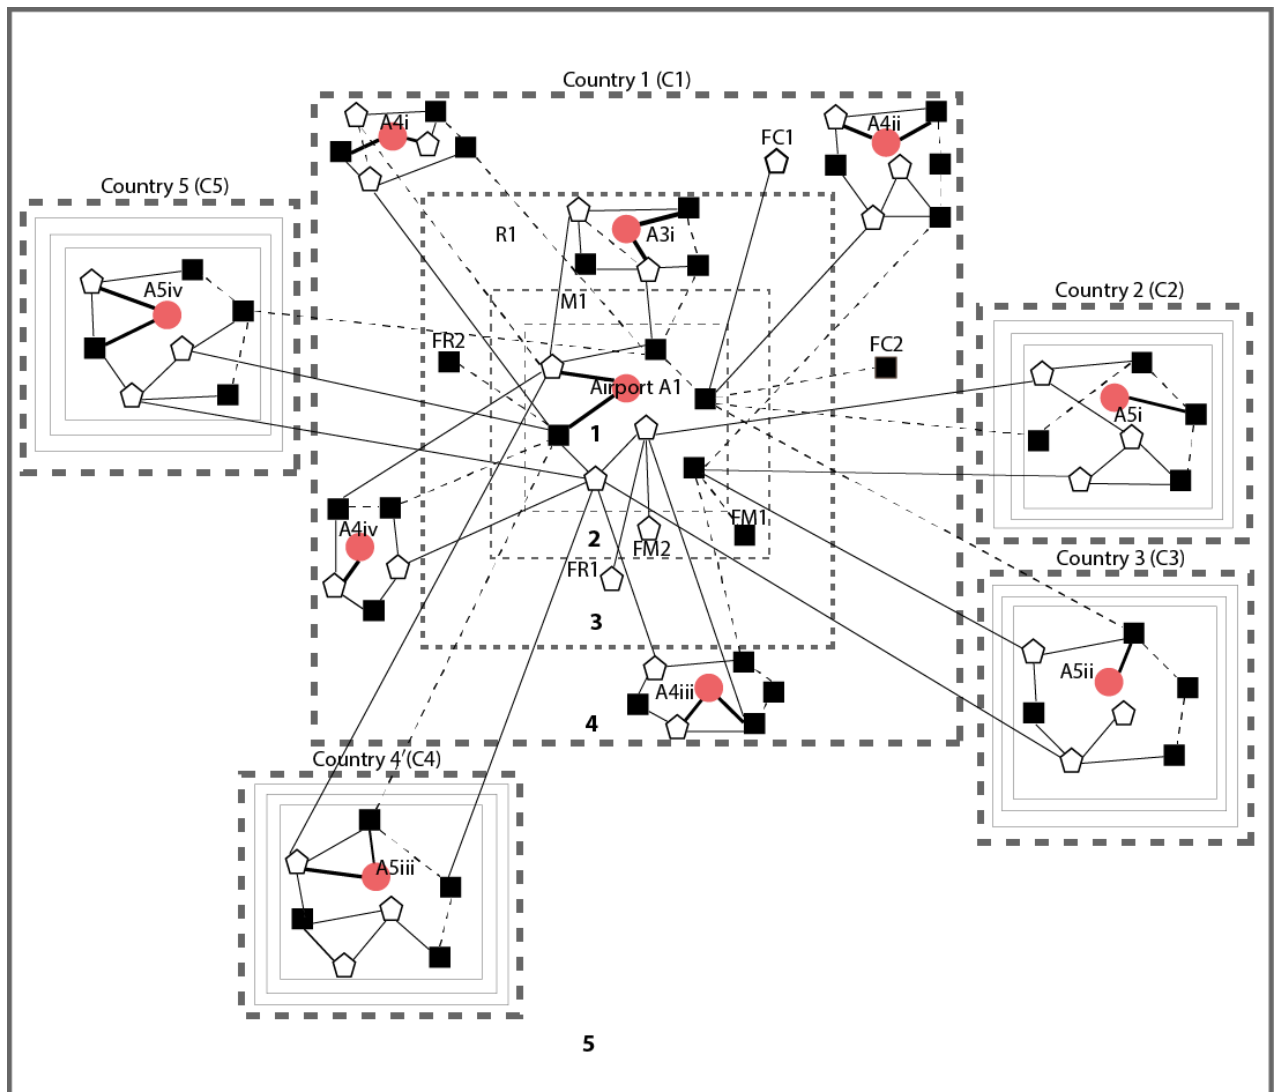 Country 1 (C1)
A4i
A4ii
FC1
Country 5 (C5)
R1
A3i
A5iv
M1
Country 2 (C2)
FR2
FC2
Airport A1
A5i
1
FM1
A4iv
2
FM2
FR1
Country 3 (C3)
3
A5ii
A4iii
4
Country 4 (C4)
A5iii
5